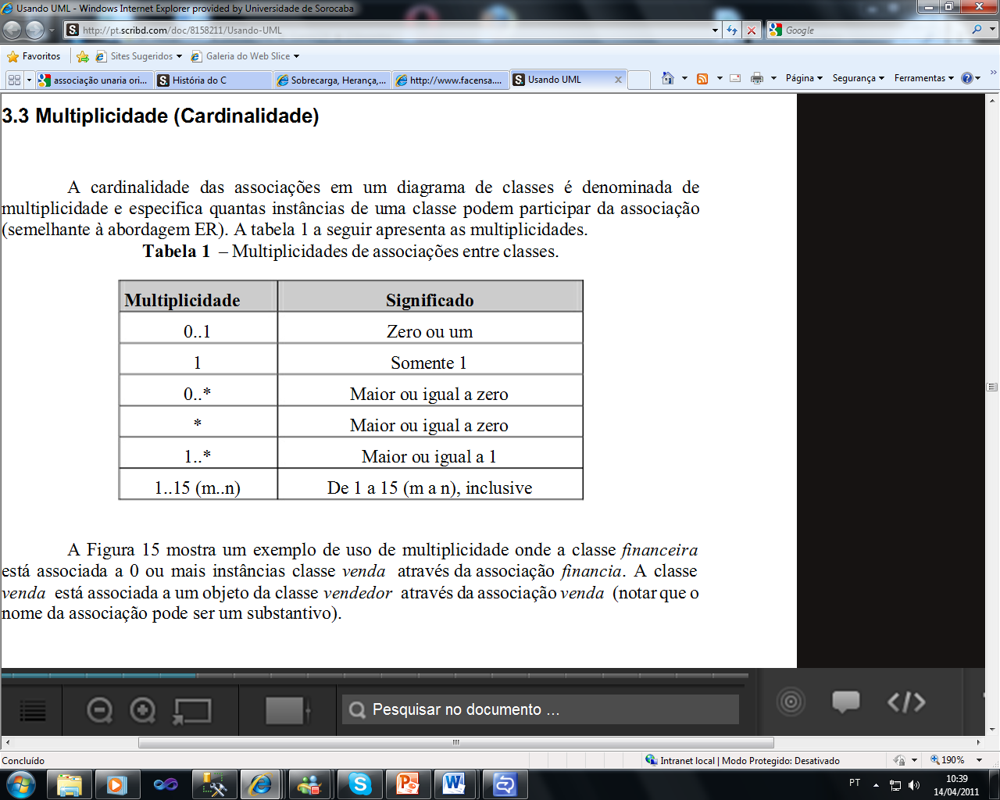 Usando UML - Windows Internet Explorer provided by Universidade de Sorocaba
http://pt.scribd.com/doc/8158211/Usando-UML
Google
Favoritos
Sites Sugeridos
Galeria do Web Slice
associação unaria ori...
História do C
Sobrecarga, Herança,...
http://www.facensa....
Usando UML
Página
Segurança
Ferramentas
3.3 Multiplicidade (Cardinalidade)
A cardinalidade das associações em um diagrama de classes é denominada de
multiplicidade e especifica quantas instâncias de uma classe podem participar da associação
(semelhante à abordagem ER). A tabela 1 a seguir apresenta as multiplicidades.
Tabela 1 – Multiplicidades de associações entre classes.
Multiplicidade Significado
0..1 Zero ou um
1 Somente 1
0..* Maior ou igual a zero
* Maior ou igual a zero
1..* Maior ou igual a 1
1..15 (m..n) De 1 a 15 (m a n), inclusive
A Figura 15 mostra um exemplo de uso de multiplicidade onde a classe financeira
está associada a 0 ou mais instâncias classe venda através da associação financia. A classe
venda está associada a um objeto da classe vendedor através da associação venda (notar que o
nome da associação pode ser um substantivo).
Pesquisar no documento ...
Concluído
Intranet local | Modo Protegido: Desativado
190%
PT
10:39
14/04/2011